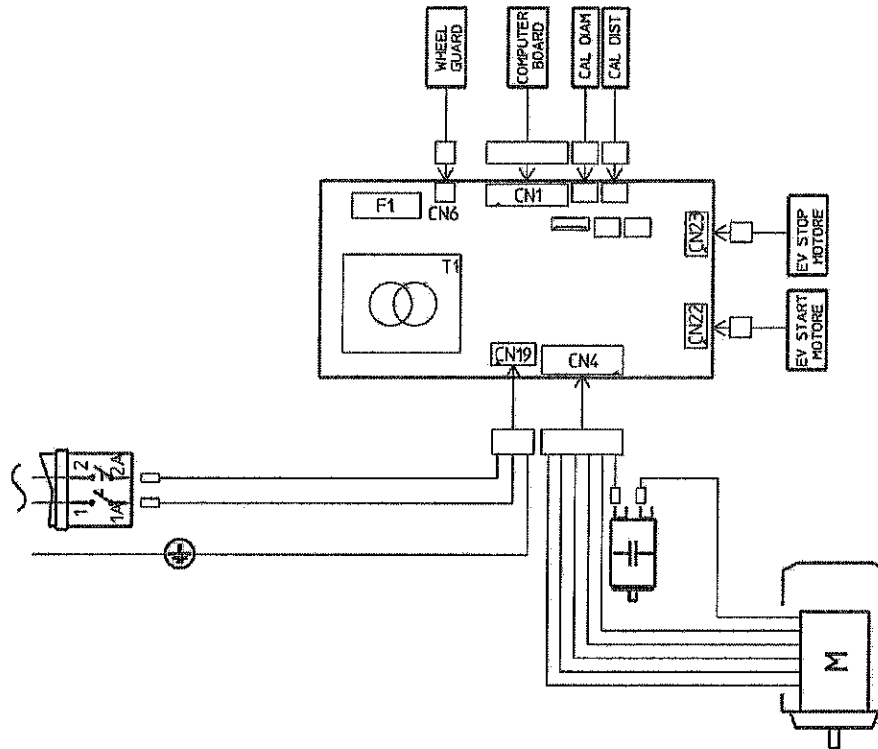 WHEEL
GUARD
COMPUTER
BOARD
CAL DIAM
CAL DIST
F1
CN6
CN1
T1
CN23
CN22
EV STOP
MOTORE
EV START
MOTORE
CN19
CN4
1 2
1A 2A
M